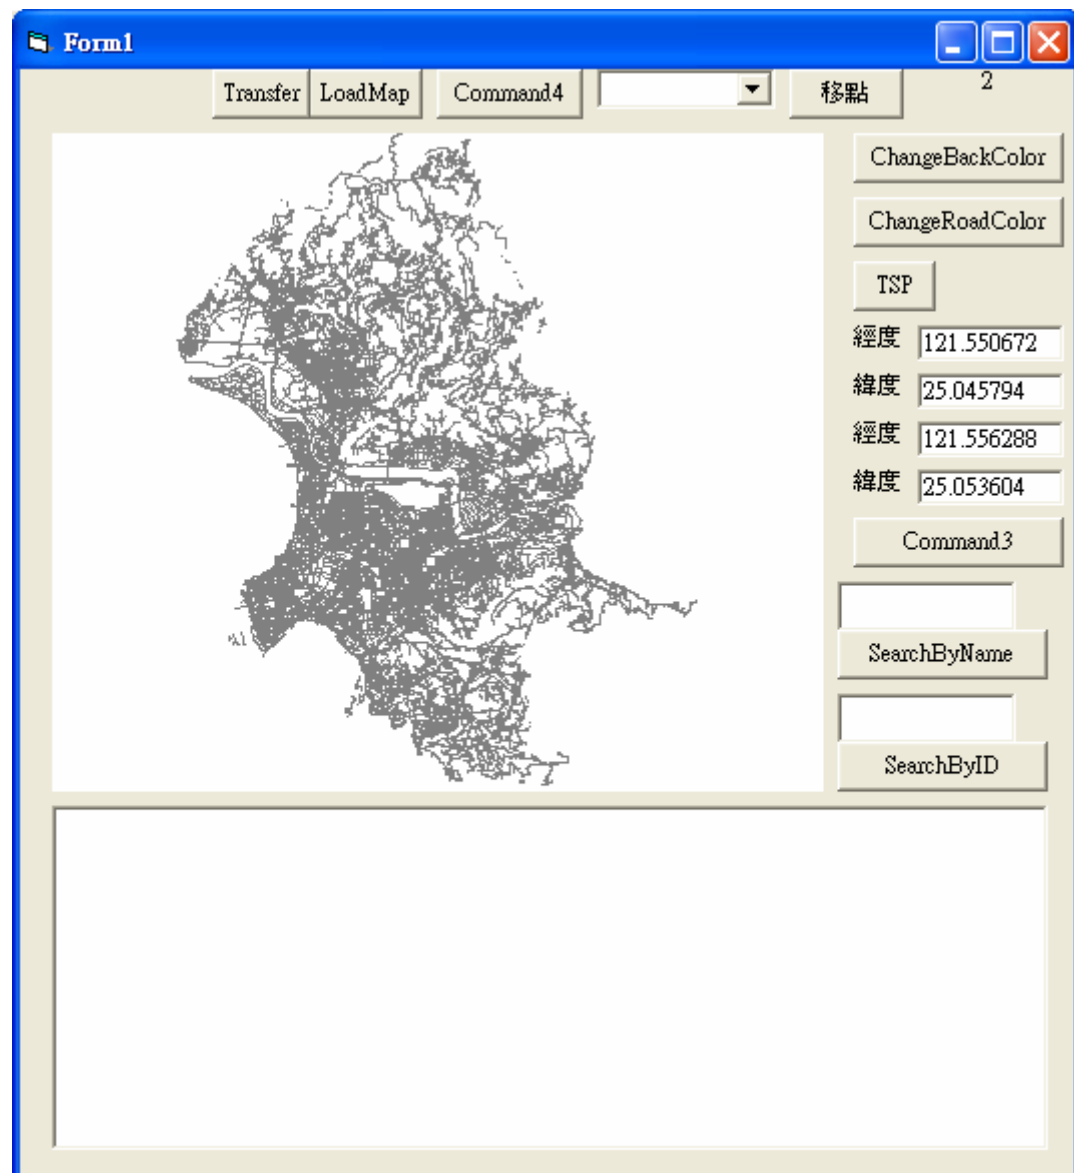 Form1
Transfer LoadMap Command4 移點 2
ChangeBackColor
ChangeRoadColor
TSP
經度 121.550672
緯度 25.045794
經度 121.556288
緯度 25.053604
Command3
SearchByName
SearchByID